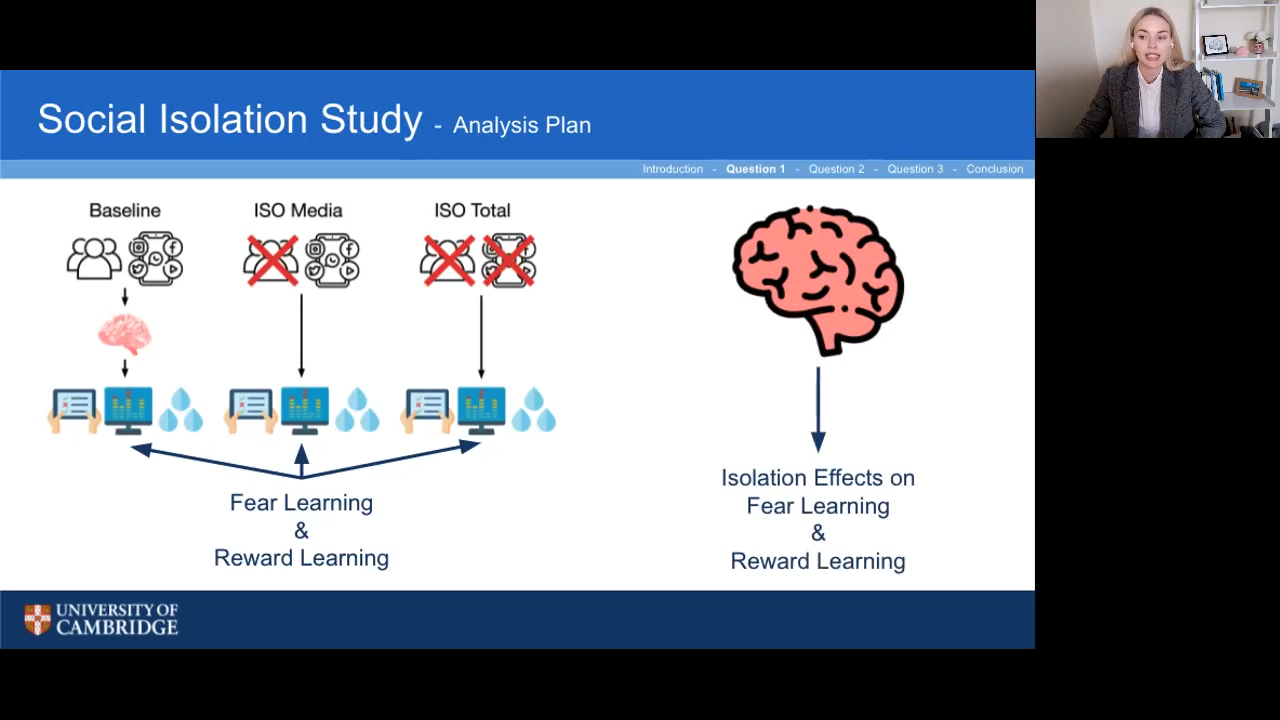 Social Isolation Study - Analysis Plan
Introduction - Question 1 - Question 2 - Question 3 - Conclusion
Baseline
ISO Media
ISO Total
Fear Learning
&
Reward Learning
Isolation Effects on
Fear Learning
&
Reward Learning
UNIVERSITY OF
CAMBRIDGE